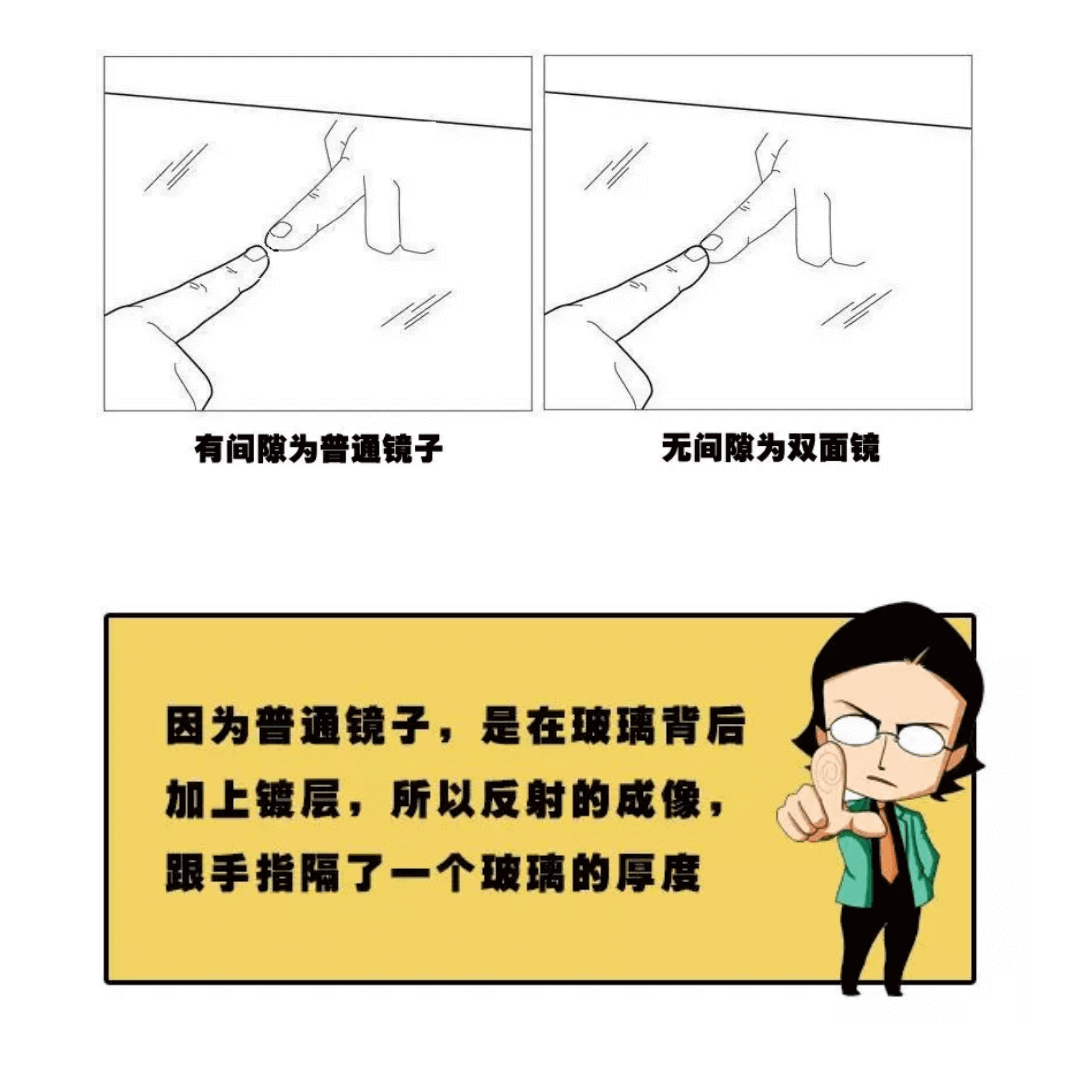 有间隙为普通镜子
无间隙为双面镜
因为普通镜子，是在玻璃背后
加上镀层，所以反射的成像，
跟手指隔了一个玻璃的厚度